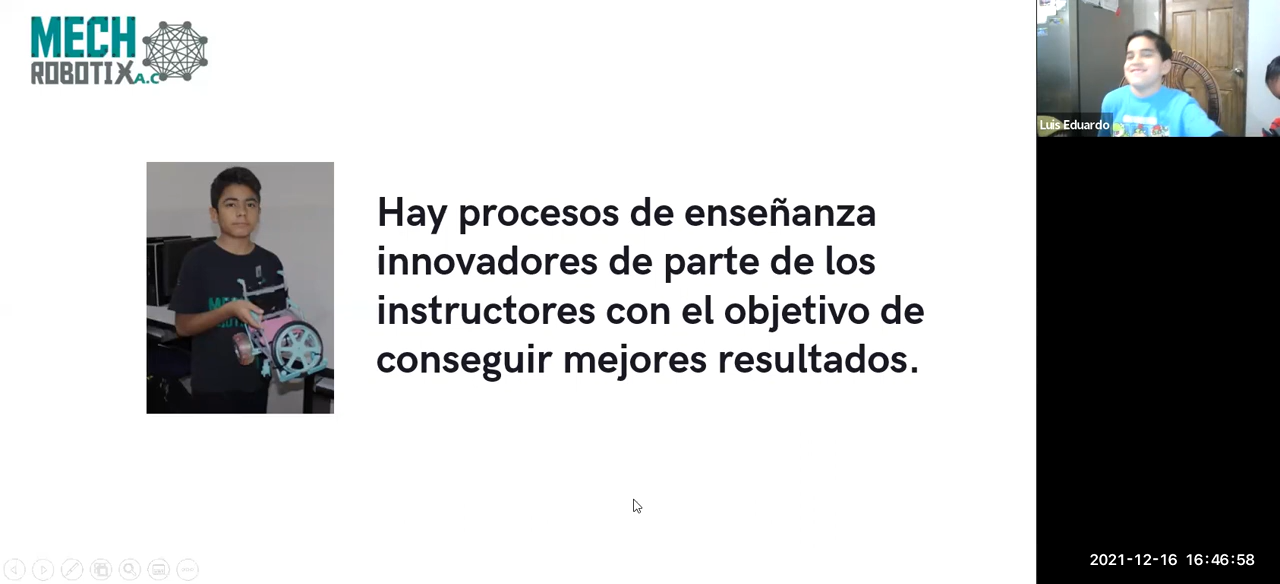 MECH
ROBOTIX A.C
Luis Eduardo
Hay procesos de enseñanza
innovadores de parte de los
instructores con el objetivo de
conseguir mejores resultados.
2021-12-16 16:46:58